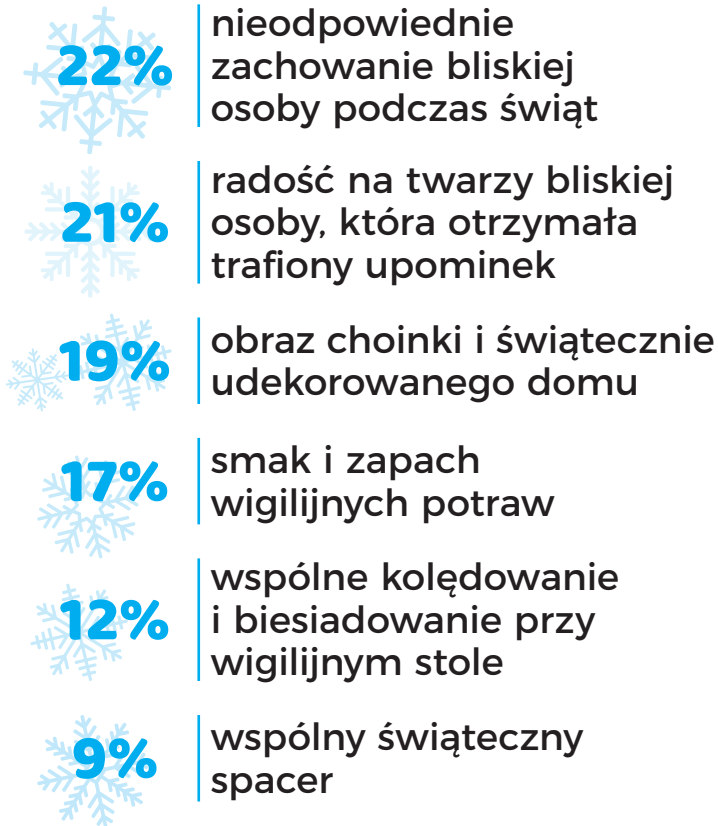 22%
nieodpowiednie
zachowanie bliskiej
osoby podczas świąt
21%
radość na twarzy bliskiej
osoby, która otrzymała
trafiony upominek
19%
obraz choinki i świątecznie
udekorowanego domu
17%
smak i zapach
wigilijnych potraw
12%
wspólne kolędowanie
i biesiadowanie przy
wigilijnym stole
9%
wspólny świąteczny
spacer